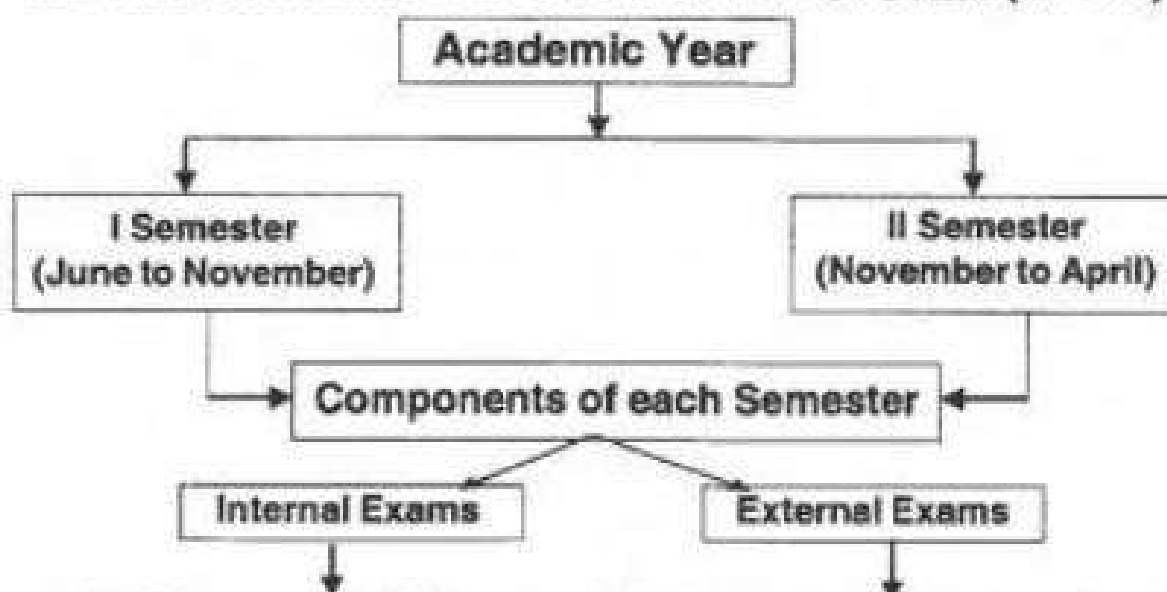 Academic Year
I Semester
(June to November)
II Semester
(November to April)
Components of each Semester
Internal Exams
External Exams